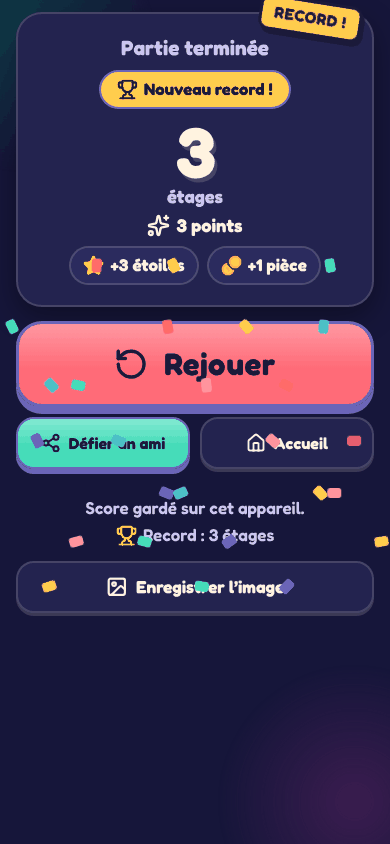 RECORD !
Partie terminée
Nouveau record !
3
étages
3 points
+3 étoiles
+1 pièce
Rejouer
Défier un ami
Accueil
Score gardé sur cet appareil.
Record : 3 étages
Enregistrer l'image